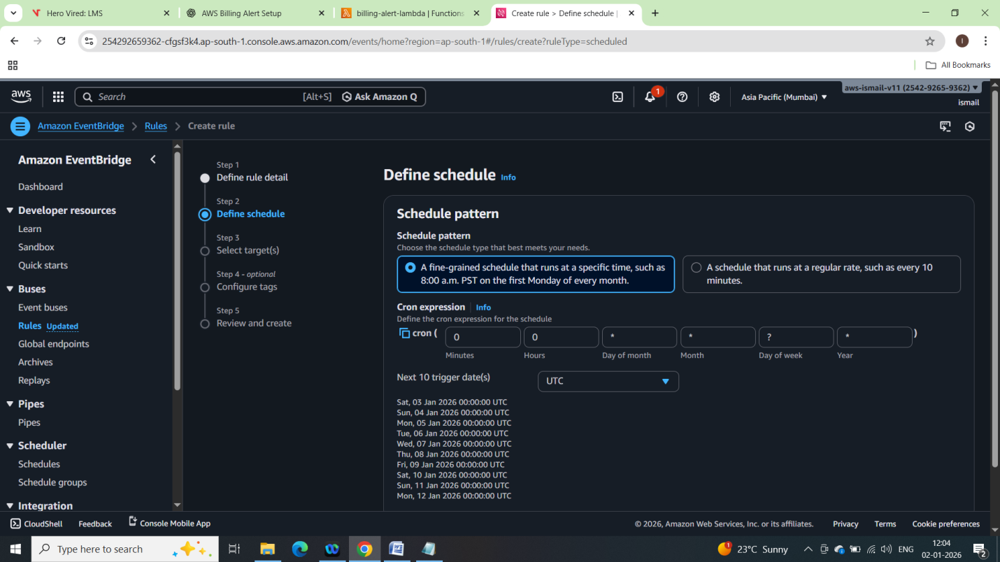 Hero Vired: LMS
AWS Billing Alert Setup
billing-alert-lambda | Functions
Create rule > Define schedule |
254292659362-cfgsf3k4.ap-south-1.console.aws.amazon.com/events/home?region=ap-south-1#/rules/create?ruleType=scheduled
I
All Bookmarks
aws
Search
[Alt+S]
Ask Amazon Q
1
Asia Pacific (Mumbai)
aws-ismail-v11 (2542-9265-9362)
ismail
Amazon EventBridge
Rules
Create rule
Amazon EventBridge
Dashboard
Developer resources
Learn
Sandbox
Quick starts
Buses
Event buses
Rules Updated
Global endpoints
Archives
Replays
Pipes
Pipes
Scheduler
Schedules
Schedule groups
Integration
Step 1
Define rule detail
Step 2
Define schedule
Step 3
Select target(s)
Step 4 - optional
Configure tags
Step 5
Review and create
Define schedule Info
Schedule pattern
Schedule pattern
Choose the schedule type that best meets your needs.
A fine-grained schedule that runs at a specific time, such as
8:00 a.m. PST on the first Monday of every month.
A schedule that runs at a regular rate, such as every 10
minutes.
Cron expression Info
Define the cron expression for the schedule
cron ( 0 0 * * ? * )
Minutes Hours Day of month Month Day of week Year
Next 10 trigger date(s)
UTC
Sat, 03 Jan 2026 00:00:00 UTC
Sun, 04 Jan 2026 00:00:00 UTC
Mon, 05 Jan 2026 00:00:00 UTC
Tue, 06 Jan 2026 00:00:00 UTC
Wed, 07 Jan 2026 00:00:00 UTC
Thu, 08 Jan 2026 00:00:00 UTC
Fri, 09 Jan 2026 00:00:00 UTC
Sat, 10 Jan 2026 00:00:00 UTC
Sun, 11 Jan 2026 00:00:00 UTC
Mon, 12 Jan 2026 00:00:00 UTC
CloudShell Feedback Console Mobile App
© 2026, Amazon Web Services, Inc. or its affiliates. Privacy Terms Cookie preferences
Type here to search
1
23°C Sunny
ENG
12:04
02-01-2026
2